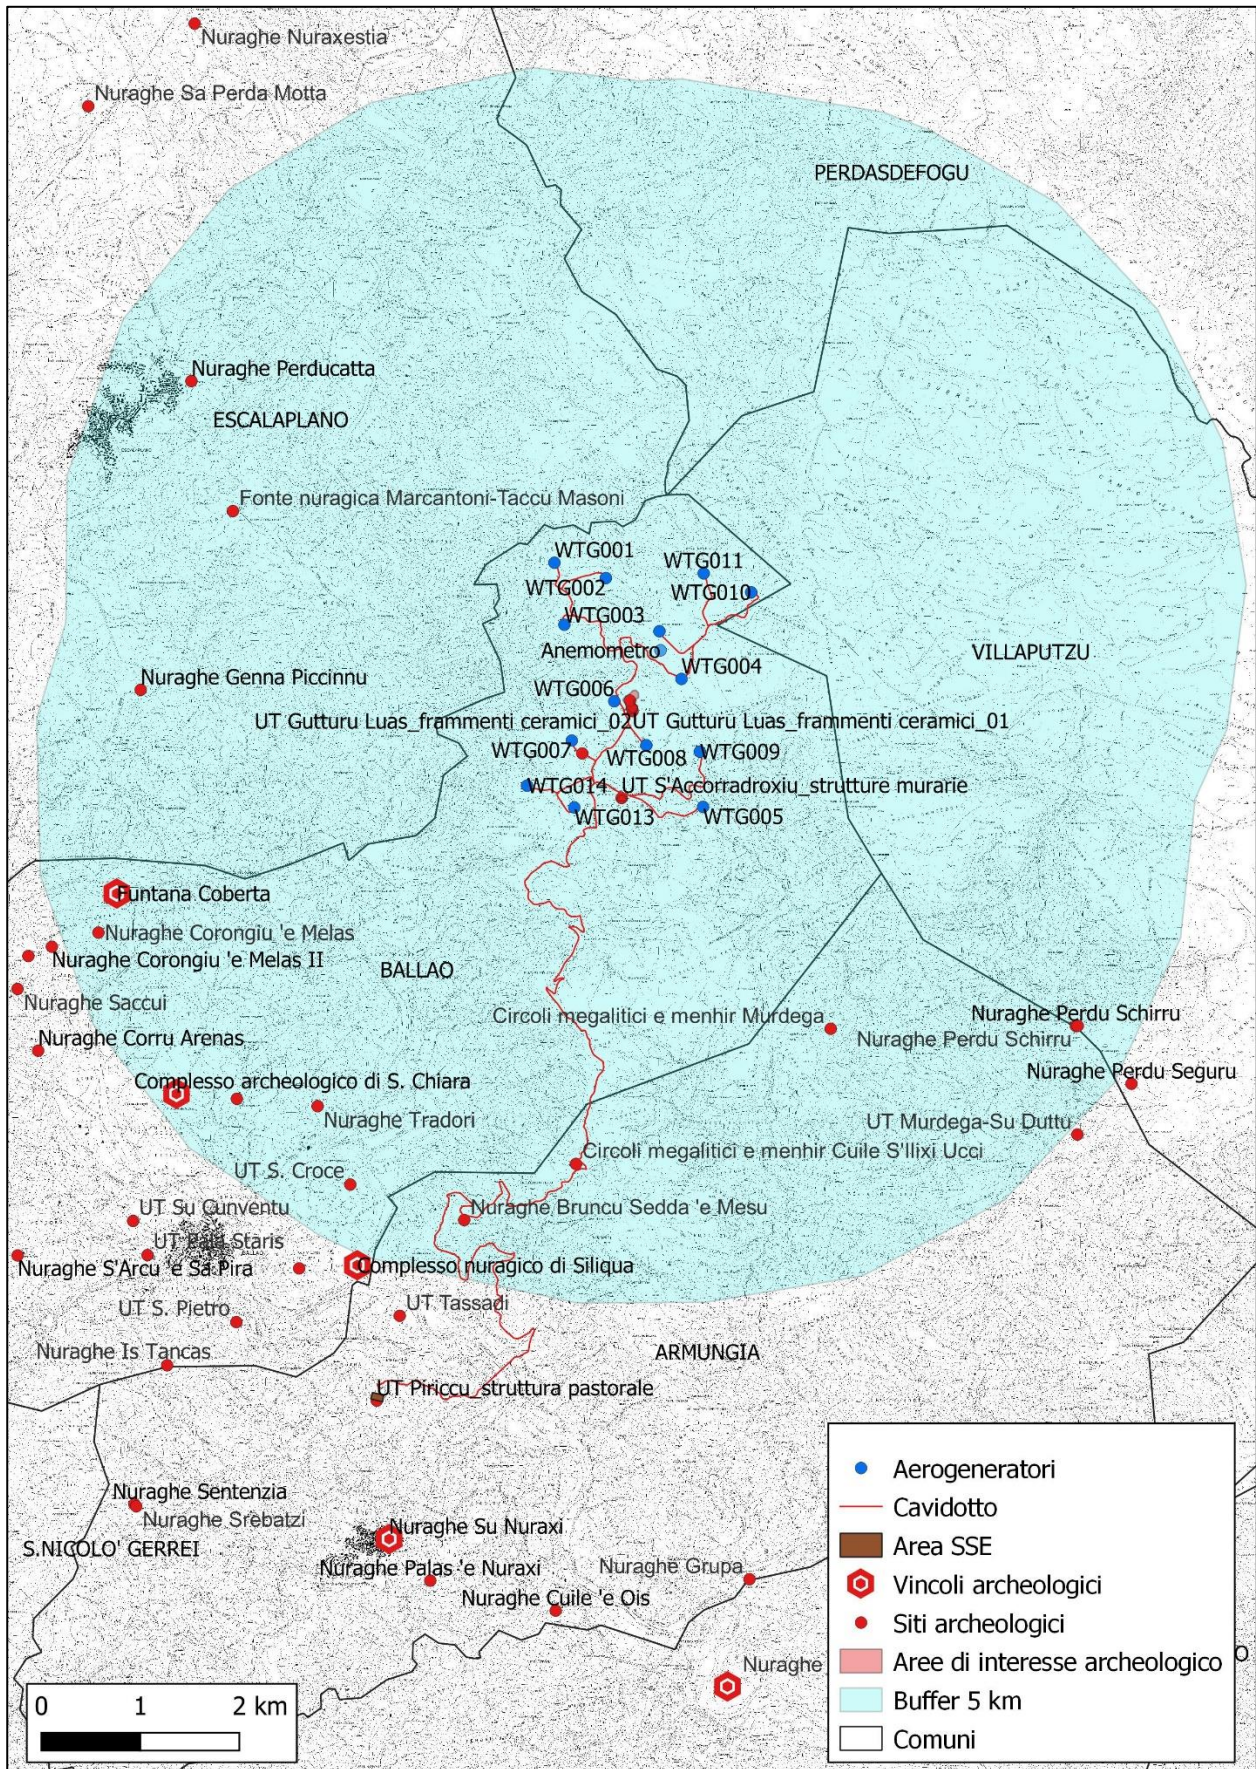 Nuraghe Nuraxestia
Nuraghe Sa Perda Motta
PERDASDEFOGU
Nuraghe Perducatta
ESCALAPLANO
Fonte nuragica Marcantoni-Taccu Masoni
WTG001
WTG011
WTG002
WTG010
WTG003
Anemometro
VILLAPUTZU
WTG004
Nuraghe Genna Piccinnu
WTG006
UT Gutturu Luas_frammenti ceramici_02
UT Gutturu Luas_frammenti ceramici_01
WTG007
WTG008
WTG009
WTG014
UT S'Accorradroxiu_strutture murarie
WTG013
WTG005
Funtana Coberta
Nuraghe Corongiu 'e Melas
Nuraghe Corongiu 'e Melas II
BALLAO
Nuraghe Saccui
Circoli megalitici e menhir Murdega
Nuraghe Perdu Schirru
Nuraghe Perdu Schirru
Nuraghe Corru Arenas
Nuraghe Perdu Seguru
Complesso archeologico di S. Chiara
Nuraghe Tradori
UT Murdega-Su Duttu
Circoli megalitici e menhir Cuile S'Ilixi Ucci
UT S. Croce
UT Su Cunventu
Nuraghe Bruncu Sedda 'e Mesu
UT Pala Staris
Nuraghe S'Arcu 'e Sa Pira
Complesso nuragico di Siliqua
UT S. Pietro
UT Tassadi
Nuraghe Is Tancas
ARMUNGIA
UT Piriccu_struttura pastorale
Nuraghe Sentenzia
Nuraghe Srebatzi
Nuraghe Su Nuraxi
S.NICOLO' GERREI
Nuraghe Palas 'e Nuraxi
Nuraghe Grupa
Nuraghe Cuile 'e Ois
Nuraghe
O
Aerogeneratori
Cavidotto
Area SSE
Vincoli archeologici
Siti archeologici
Aree di interesse archeologico
Buffer 5 km
Comuni
0 1 2 km